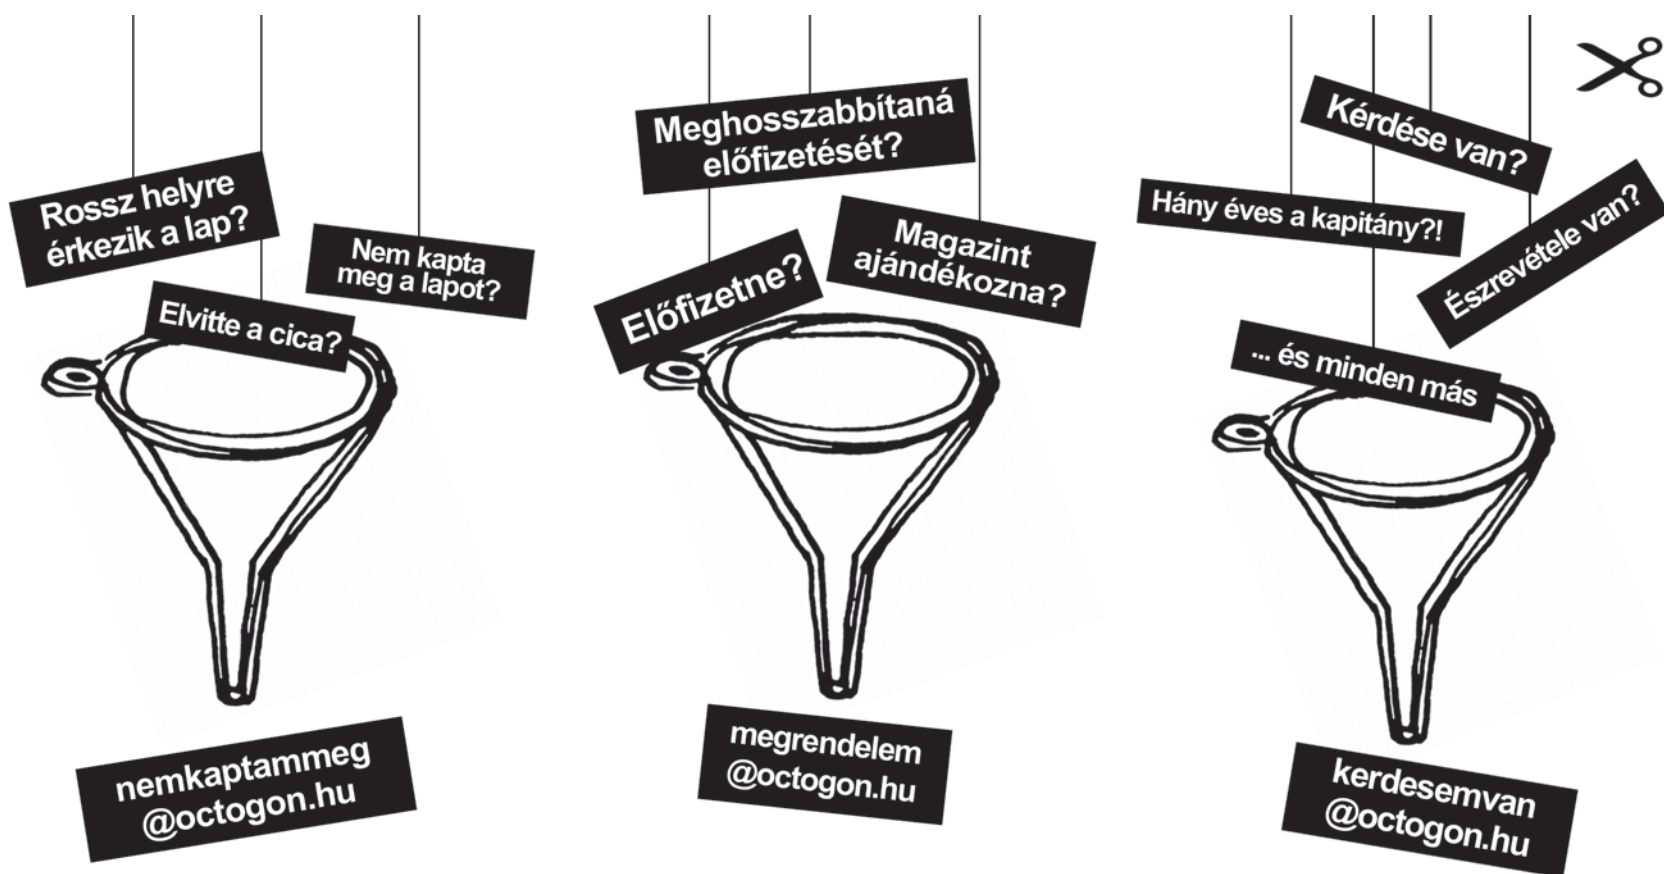 Rossz helyre
érkezik a lap?
Nem kapta
meg a lapot?
Elvitte a cica?
nemkaptammeg
@octogon.hu
Meghosszabbítaná
előfizetését?
Magazint
ajándékozna?
Előfizetne?
megrendelem
@octogon.hu
Kérdése van?
Hány éves a kapitány?!
Észrevétele van?
... és minden más
kerdesemvan
@octogon.hu